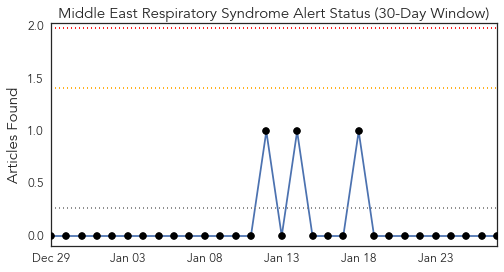 Middle East Respiratory Syndrome Alert Status (30-Day Window)
Articles Found
2.0
1.5
1.0
0.5
0.0
Dec 29 Jan 03 Jan 08 Jan 13 Jan 18 Jan 23